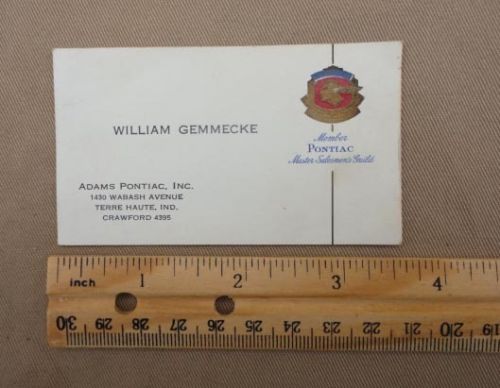 WILLIAM GEMMECKE
Member
PONTIAC
Master Salesmen's Guild
ADAMS PONTIAC, INC.
1430 WABASH AVENUE
TERRE HAUTE, IND.
CRAWFORD 4395
inch 1 2 3 4
30 29 28 27 26 25 24 23 22 21 20 19